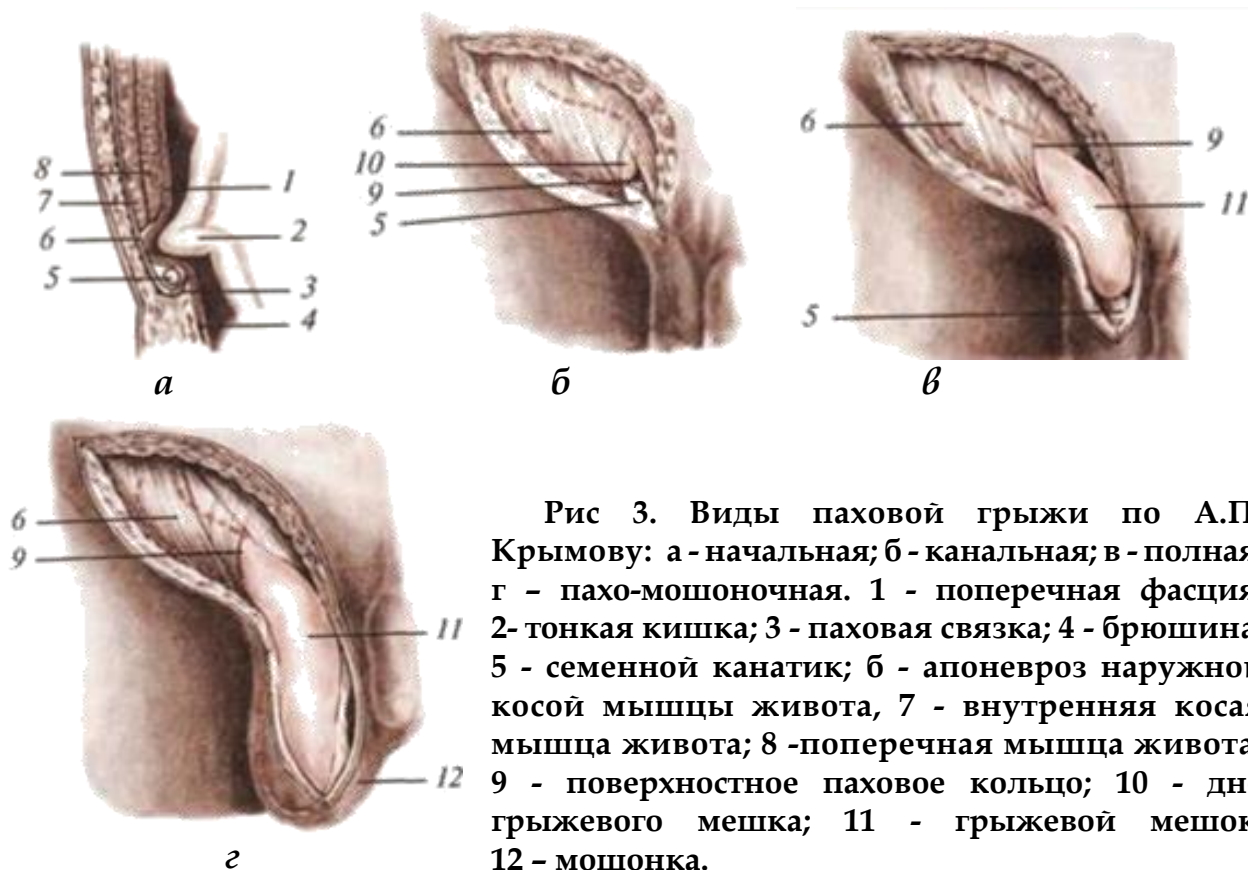 8
1
7
6
2
5
3
4
а
6
10
9
5
б
6
9
11
5
в
6
9
11
12
г
Рис 3. Виды паховой грыжи по А.П
Крымову: а - начальная; б - канальная; в - полная
г – пахо-мошоночная. 1 - поперечная фасция
2- тонкая кишка; 3 - паховая связка; 4 - брюшина
5 - семенной канатик; б - апоневроз наружной
косой мышцы живота, 7 - внутренняя косая
мышца живота; 8 -поперечная мышца живота
9 - поверхностное паховое кольцо; 10 - дн
грыжевого мешка; 11 - грыжевой мешок
12 – мошонка.